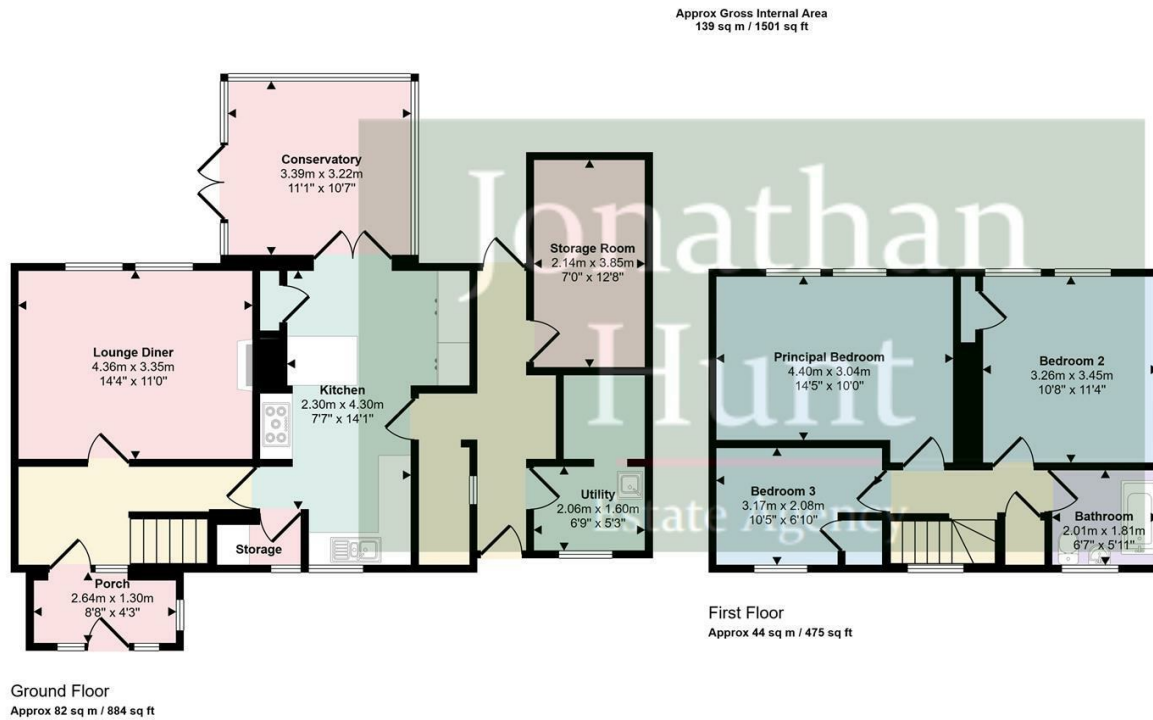 Approx Gross Internal Area
139 sq m / 1501 sq ft
Conservatory
3.39m x 3.22m
11'1" x 10'7"
Jonathan
Hunt
Estate Agency
Storage Room
2.14m x 3.85m
7'0" x 12'8"
Lounge Diner
4.36m x 3.35m
14'4" x 11'0"
Kitchen
2.30m x 4.30m
7'7" x 14'1"
Principal Bedroom
4.40m x 3.04m
14'5" x 10'0"
Bedroom 2
3.26m x 3.45m
10'8" x 11'4"
Utility
2.06m x 1.60m
6'9" x 5'3"
Bedroom 3
3.17m x 2.08m
10'5" x 6'10"
Bathroom
2.01m x 1.81m
6'7" x 5'11"
Storage
Porch
2.64m x 1.30m
8'8" x 4'3"
First Floor
Approx 44 sq m / 475 sq ft
Ground Floor
Approx 82 sq m / 884 sq ft